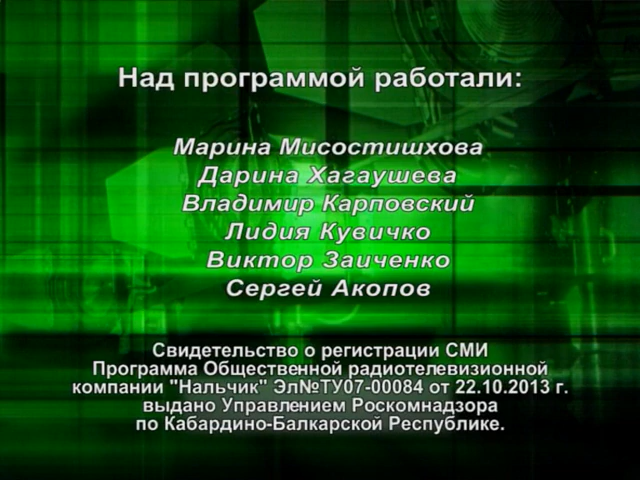 Над программой работали:
Марина Мисостишхова
Дарина Хагаушева
Владимир Карповский
Лидия Кувичко
Виктор Заиченко
Сергей Акопов
Свидетельство о регистрации СМИ
Программа Общественной радиотелевизионной
компании "Нальчик" Эл№ТУ07-00084 от 22.10.2013 г.
выдано Управлением Роскомнадзора
по Кабардино-Балкарской Республике.